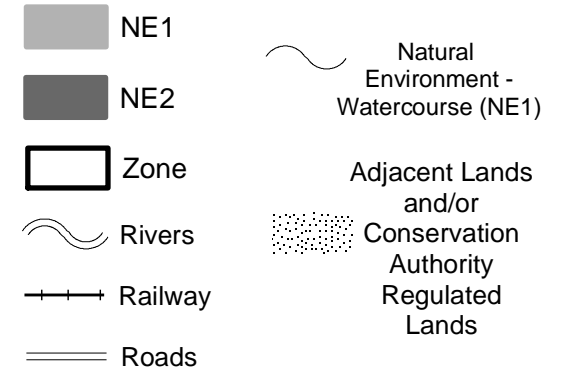 NE1
NE2
Zone
Rivers
Railway
Roads
Natural
Environment -
Watercourse (NE1)
Adjacent Lands
and/or
Conservation
Authority
Regulated
Lands